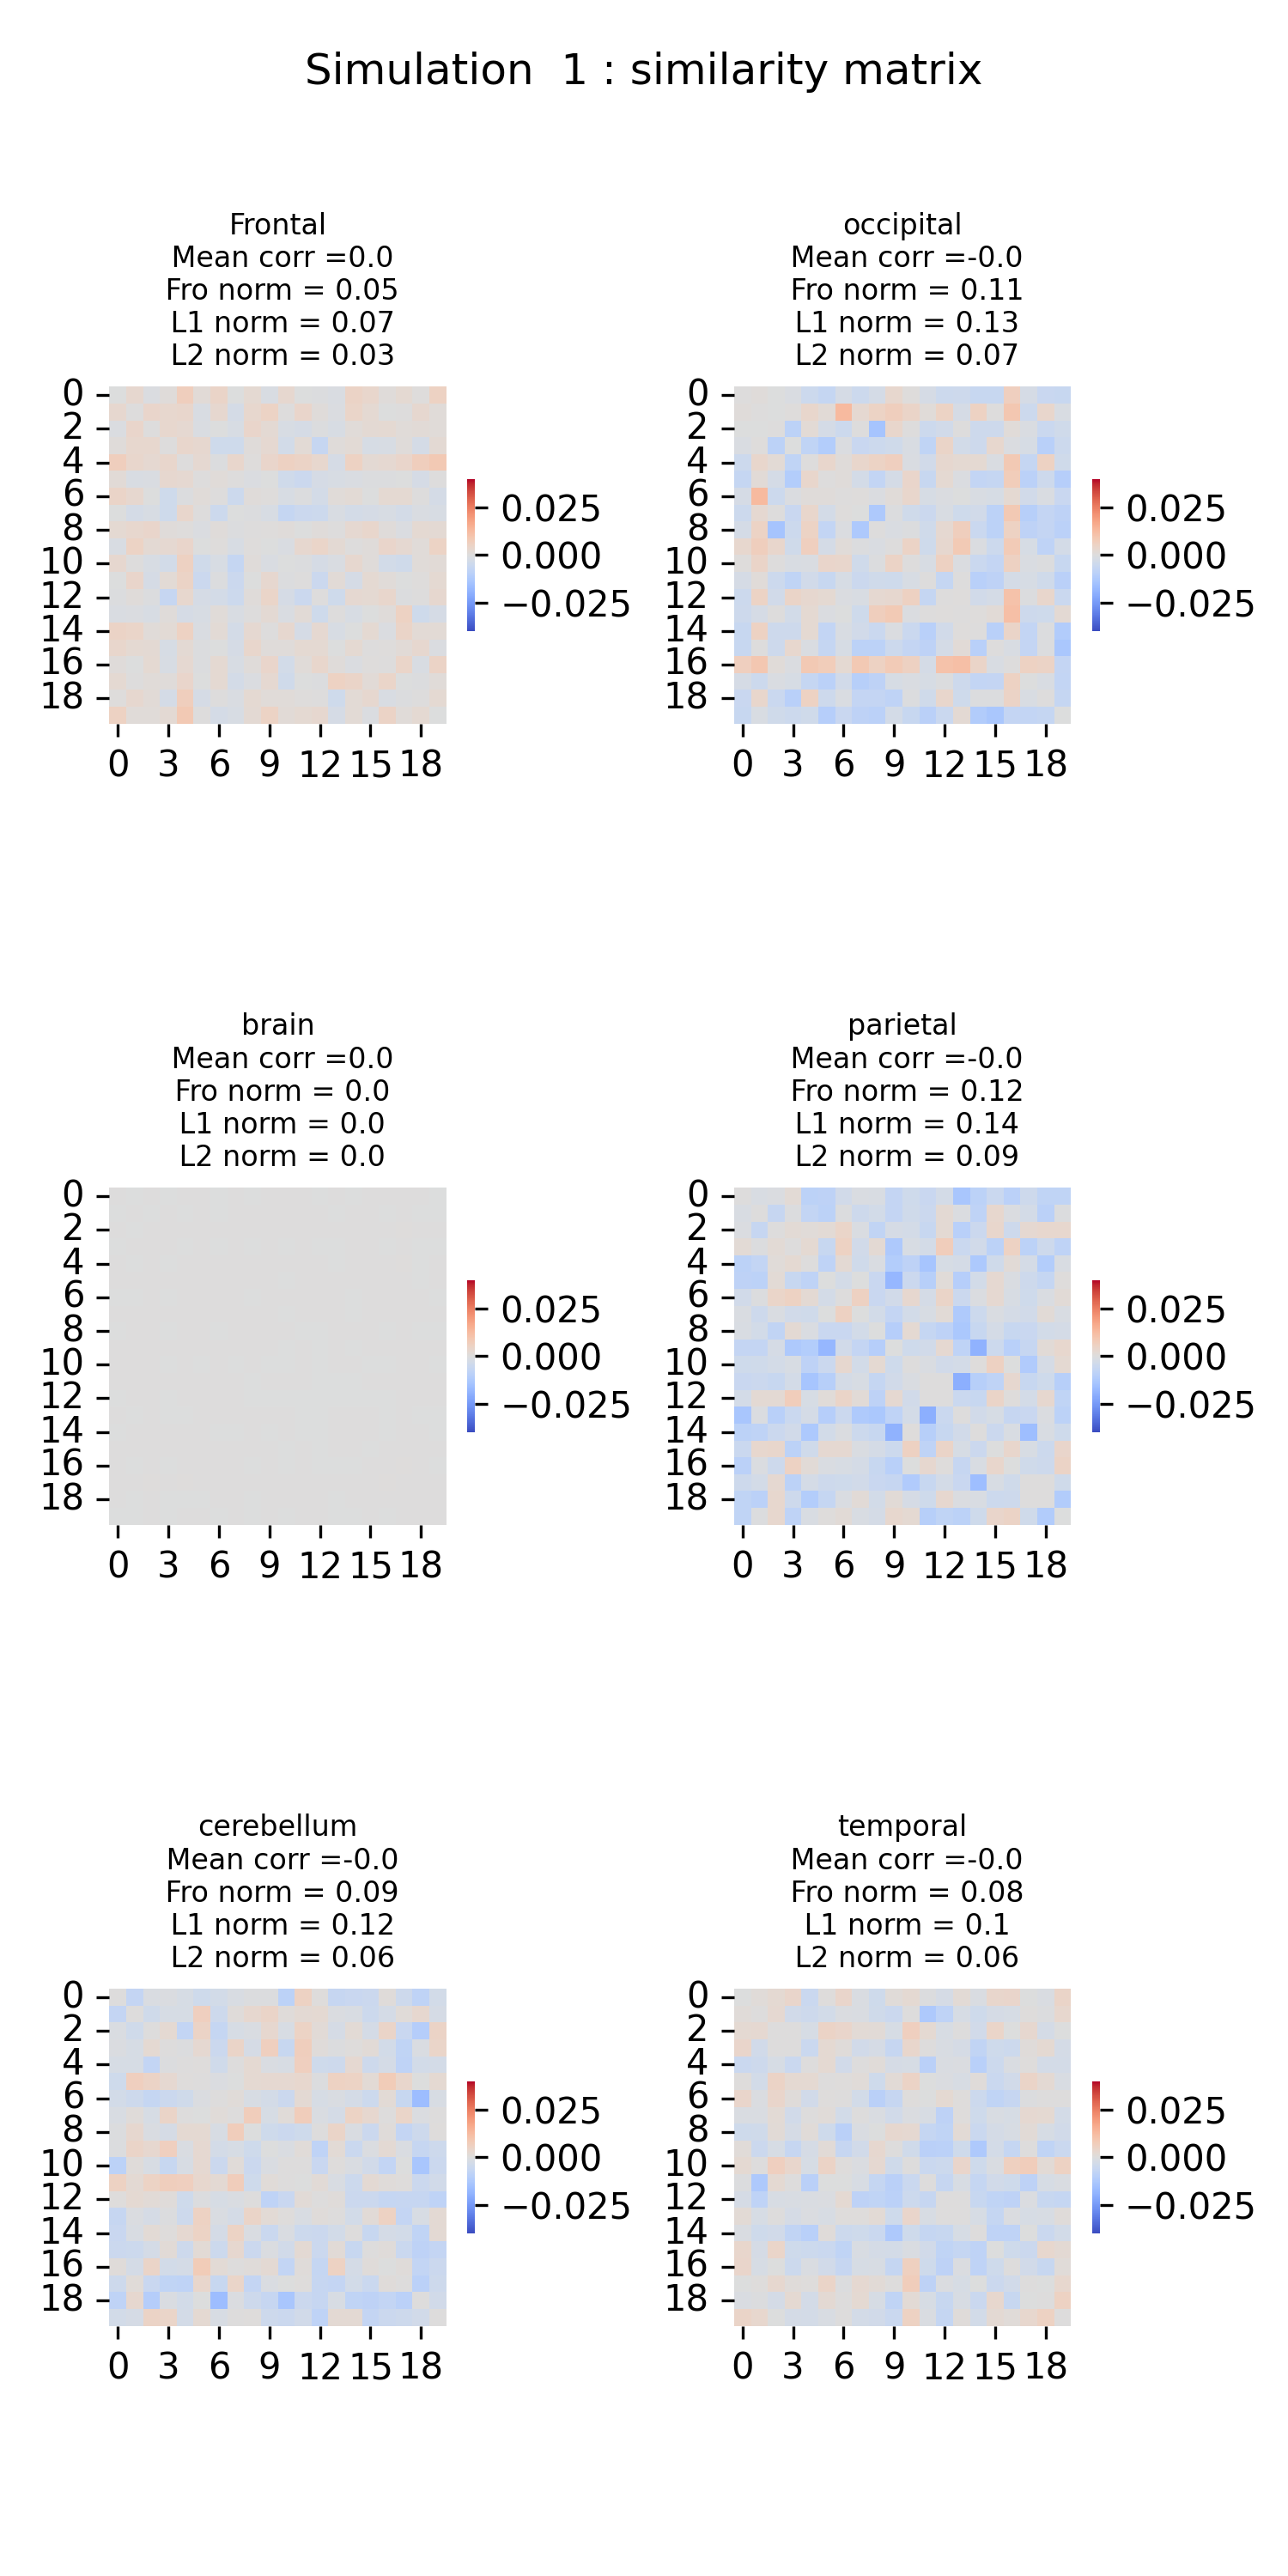 Simulation  1 : similarity matrix
Frontal
Mean corr =0.0
Fro norm = 0.05
L1 norm = 0.07
L2 norm = 0.03
0
2
4
6
8
10
12
14
16
18
0 3 6 9 12 15 18
0.025
0.000
−0.025
occipital
Mean corr =-0.0
Fro norm = 0.11
L1 norm = 0.13
L2 norm = 0.07
0
2
4
6
8
10
12
14
16
18
0 3 6 9 12 15 18
0.025
0.000
−0.025
brain
Mean corr =0.0
Fro norm = 0.0
L1 norm = 0.0
L2 norm = 0.0
0
2
4
6
8
10
12
14
16
18
0 3 6 9 12 15 18
0.025
0.000
−0.025
parietal
Mean corr =-0.0
Fro norm = 0.12
L1 norm = 0.14
L2 norm = 0.09
0
2
4
6
8
10
12
14
16
18
0 3 6 9 12 15 18
0.025
0.000
−0.025
cerebellum
Mean corr =-0.0
Fro norm = 0.09
L1 norm = 0.12
L2 norm = 0.06
0
2
4
6
8
10
12
14
16
18
0 3 6 9 12 15 18
0.025
0.000
−0.025
temporal
Mean corr =-0.0
Fro norm = 0.08
L1 norm = 0.1
L2 norm = 0.06
0
2
4
6
8
10
12
14
16
18
0 3 6 9 12 15 18
0.025
0.000
−0.025